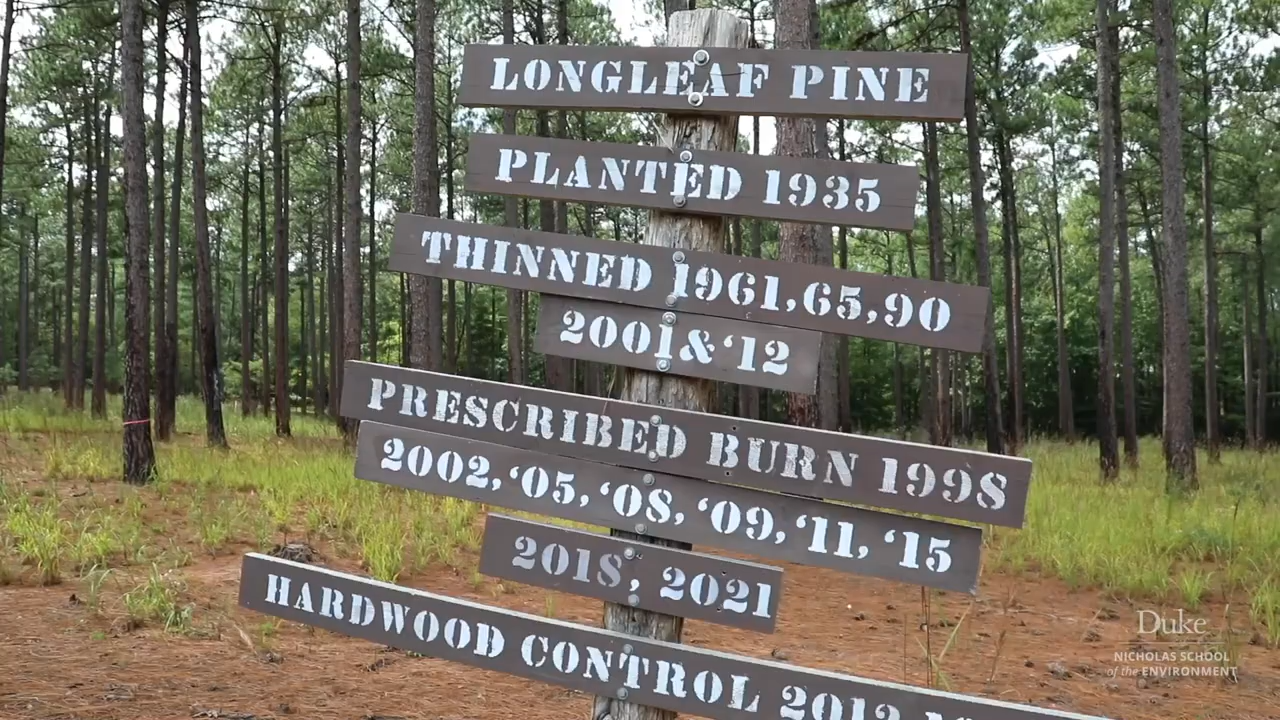 LONGLEAF PINE
PLANTED 1935
THINNED 1961,65,90
2001&'12
PRESCRIBED BURN 1998
2002,'05,'08,'09,'11,'15
2018, 2021
HARDWOOD CONTROL
Duke
NICHOLAS SCHOOL
of the ENVIRONMENT